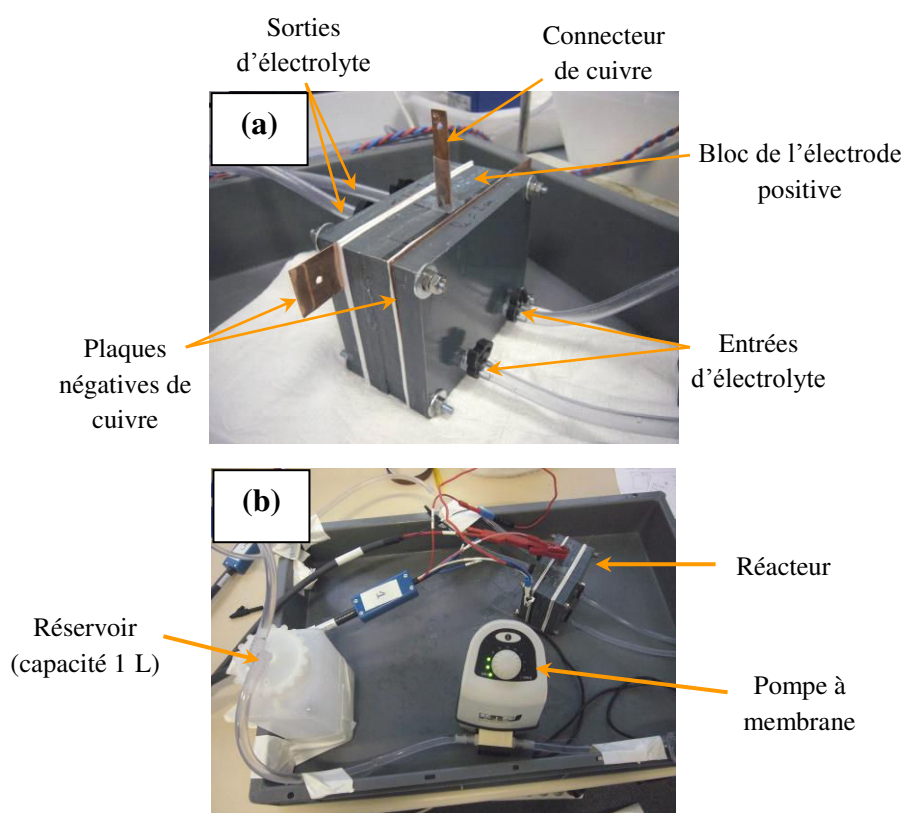 Sorties
d'électrolyte
Connecteur
de cuivre
(a)
Bloc de l'électrode
positive
Plaques
négatives de
cuivre
Entrées
d'électrolyte
(b)
Réacteur
Réservoir
(capacité 1 L)
Pompe à
membrane